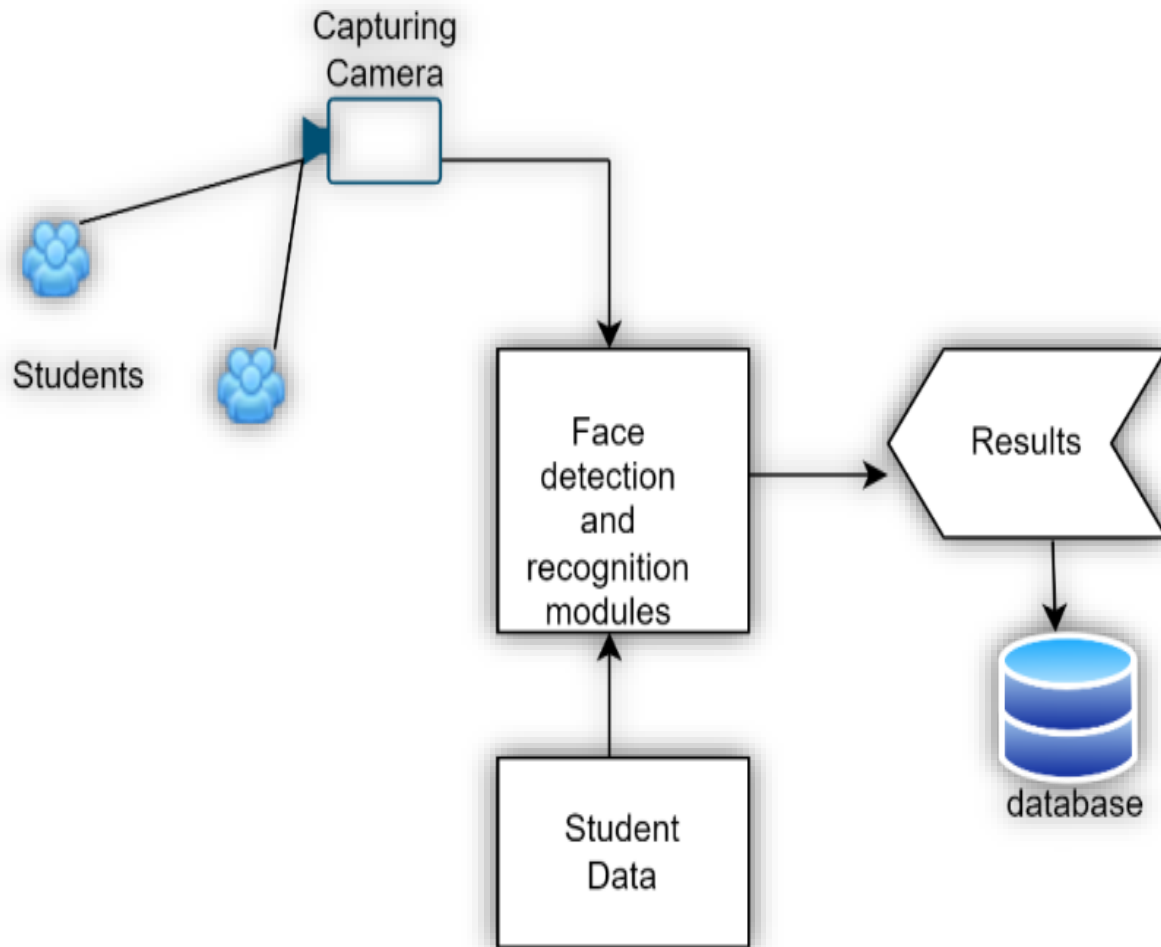 Capturing
Camera
Students
Face
detection
and
recognition
modules
Results
database
Student
Data